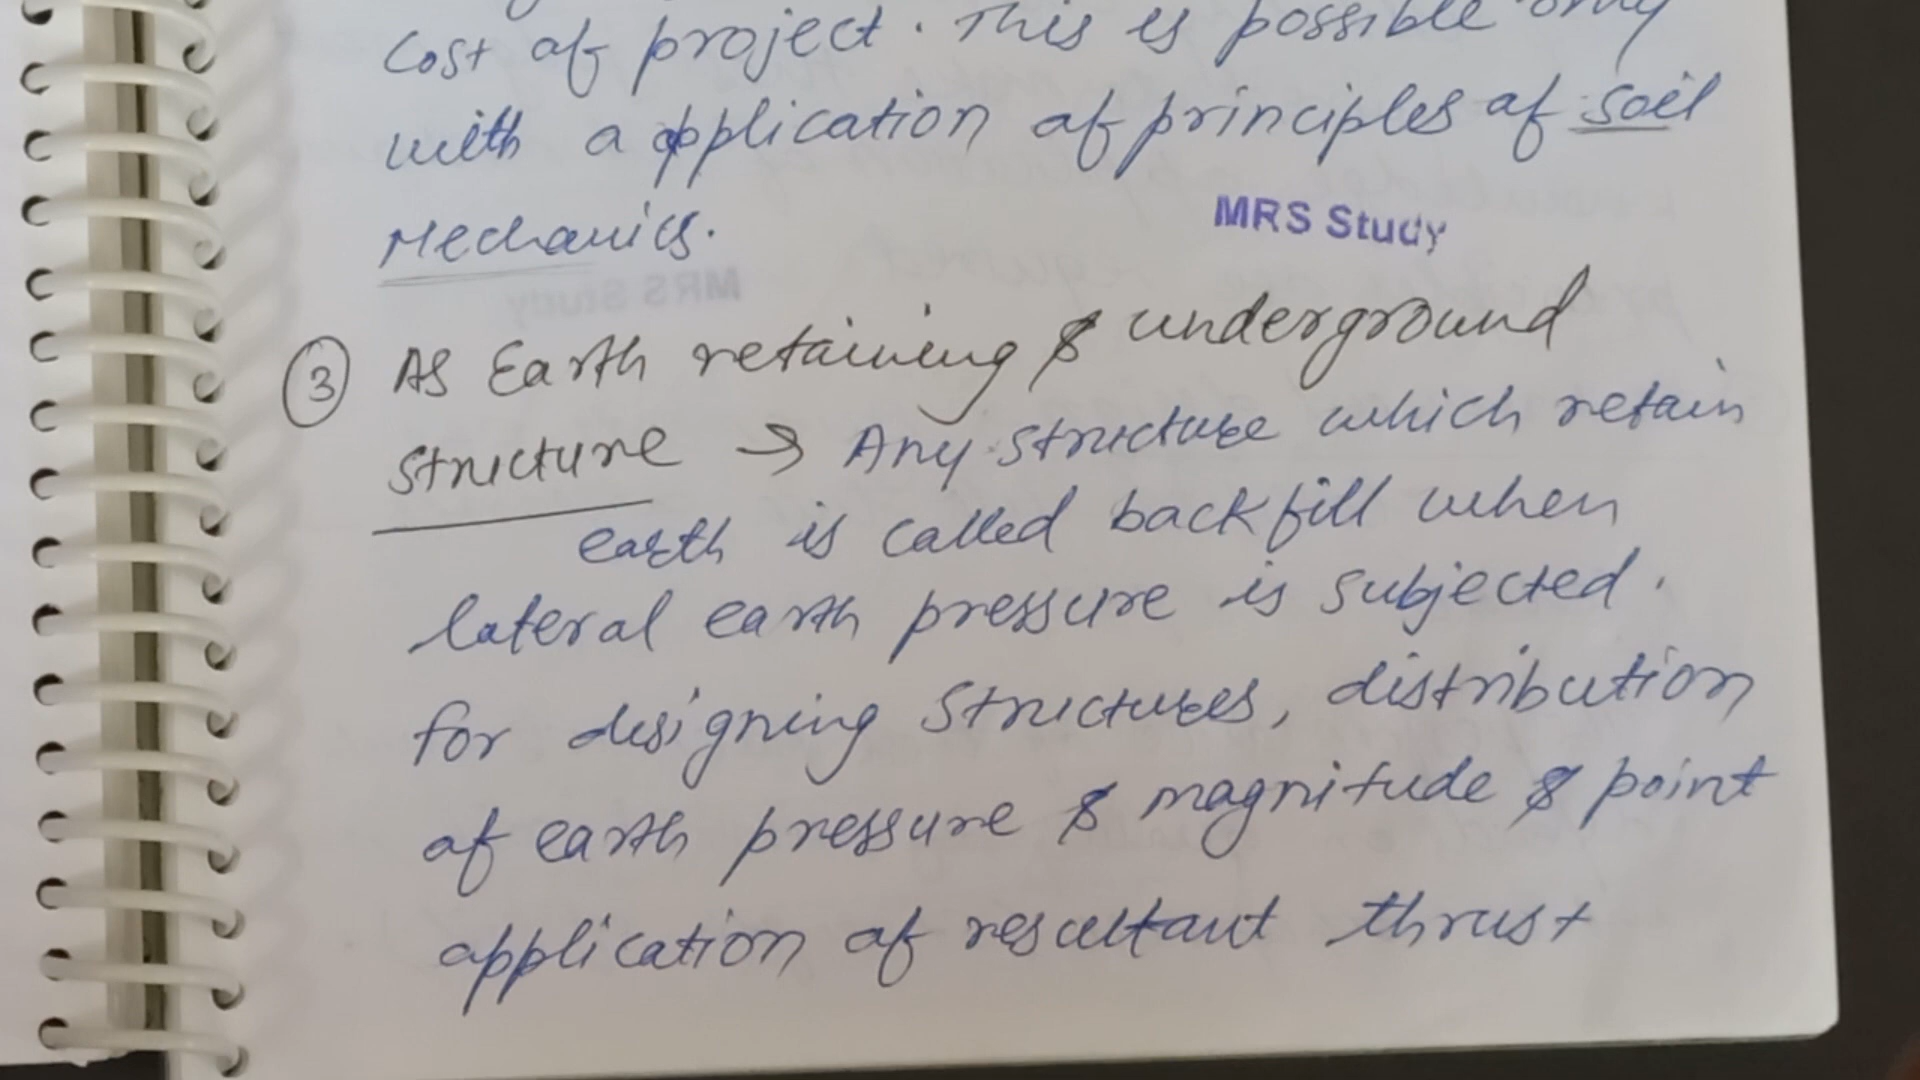 Cost of project. This is possible only
with a application of principles of soil
Mechanics.
MRS Study
③ As Earth retaining & underground
structure → Any structure which retain
earth is called backfill when
lateral earth pressure is subjected.
for designing structures, distribution
of earth pressure & magnitude & point
application of resultant thrust